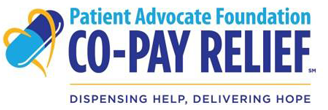 Patient Advocate Foundation
CO-PAY RELIEF SM
DISPENSING HELP, DELIVERING HOPE